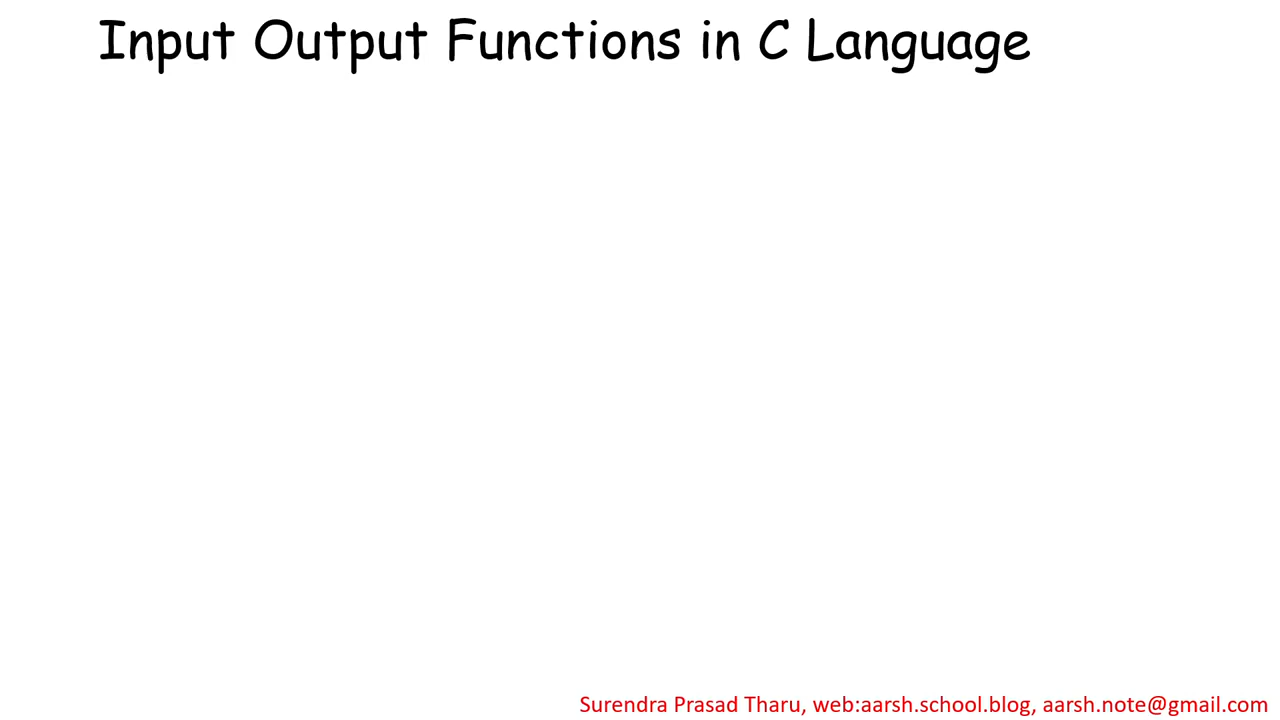 Input Output Functions in C Language
Surendra Prasad Tharu, web:aarsh.school.blog, aarsh.note@gmail.com